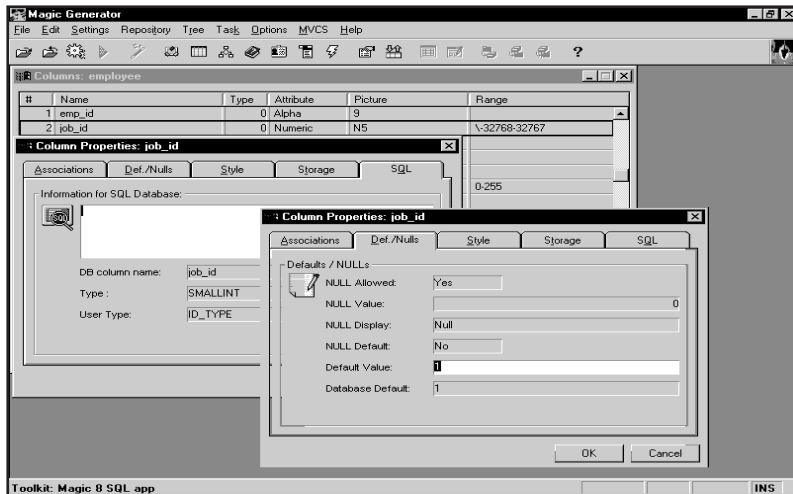 Magic Generator
File Edit Settings Repository Tree Task Options MVCS Help
?
Columns: employee
# Name Type Attribute Picture Range
1 emp_id 0 Alpha 9
2 job_id 0 Numeric N5 \-32768-32767
0-255
Column Properties: job_id
Associations Def./Nulls Style Storage SQL
Information for SQL Database:
SQL
DB column name: job_id
Type : SMALLINT
User Type: ID_TYPE
Column Properties: job_id
Associations Def./Nulls Style Storage SQL
Defaults / NULLs
NULL Allowed: Yes
NULL Value: 0
NULL Display: Null
NULL Default: No
Default Value: 1
Database Default: 1
OK Cancel
Toolkit: Magic 8 SQL app INS